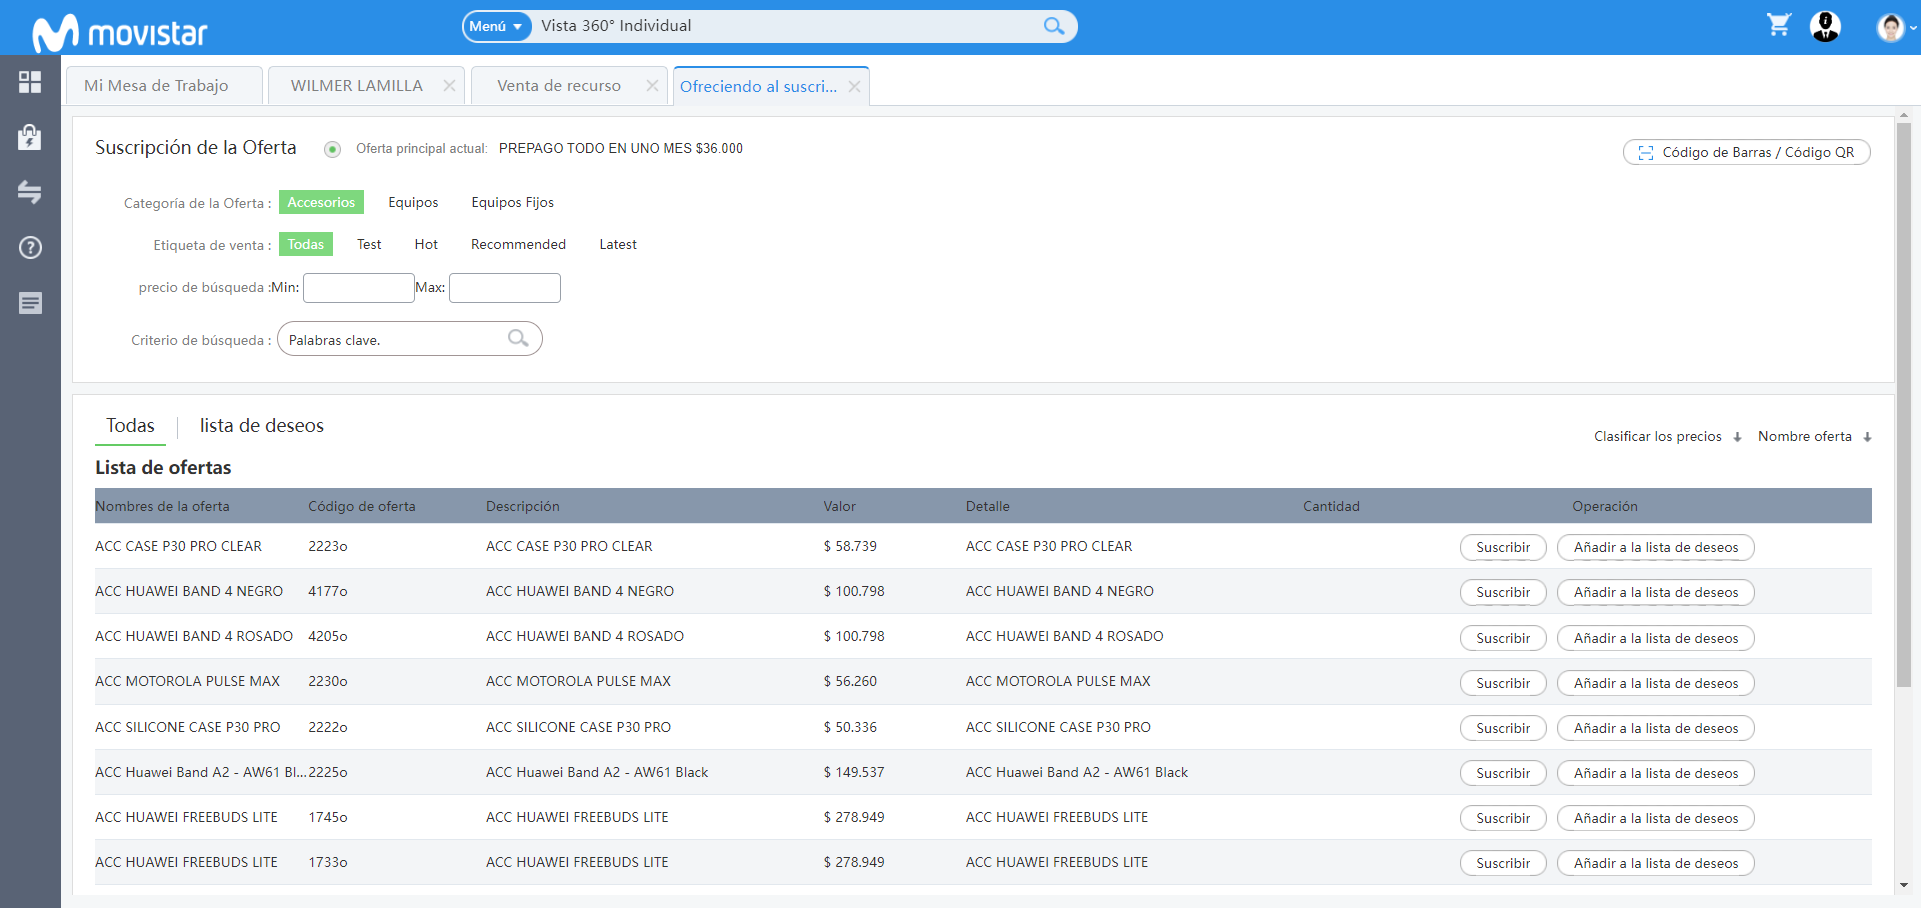 movistar
Menú
Vista 360° Individual
Mi Mesa de Trabajo
WILMER LAMILLA
Venta de recurso
Ofreciendo al suscri...
Suscripción de la Oferta
Oferta principal actual: PREPAGO TODO EN UNO MES $36.000
Código de Barras / Código QR
Categoría de la Oferta : Accesorios Equipos Equipos Fijos
Etiqueta de venta : Todas Test Hot Recommended Latest
precio de búsqueda :Min: Max:
Criterio de búsqueda : Palabras clave.
Todas lista de deseos
Clasificar los precios Nombre oferta
Lista de ofertas
Nombres de la oferta Código de oferta Descripción Valor Detalle Cantidad Operación
ACC CASE P30 PRO CLEAR 2223o ACC CASE P30 PRO CLEAR $ 58.739 ACC CASE P30 PRO CLEAR Suscribir Añadir a la lista de deseos
ACC HUAWEI BAND 4 NEGRO 4177o ACC HUAWEI BAND 4 NEGRO $ 100.798 ACC HUAWEI BAND 4 NEGRO Suscribir Añadir a la lista de deseos
ACC HUAWEI BAND 4 ROSADO 4205o ACC HUAWEI BAND 4 ROSADO $ 100.798 ACC HUAWEI BAND 4 ROSADO Suscribir Añadir a la lista de deseos
ACC MOTOROLA PULSE MAX 2230o ACC MOTOROLA PULSE MAX $ 56.260 ACC MOTOROLA PULSE MAX Suscribir Añadir a la lista de deseos
ACC SILICONE CASE P30 PRO 2222o ACC SILICONE CASE P30 PRO $ 50.336 ACC SILICONE CASE P30 PRO Suscribir Añadir a la lista de deseos
ACC Huawei Band A2 - AW61 Bl... 2225o ACC Huawei Band A2 - AW61 Black $ 149.537 ACC Huawei Band A2 - AW61 Black Suscribir Añadir a la lista de deseos
ACC HUAWEI FREEBUDS LITE 1745o ACC HUAWEI FREEBUDS LITE $ 278.949 ACC HUAWEI FREEBUDS LITE Suscribir Añadir a la lista de deseos
ACC HUAWEI FREEBUDS LITE 1733o ACC HUAWEI FREEBUDS LITE $ 278.949 ACC HUAWEI FREEBUDS LITE Suscribir Añadir a la lista de deseos